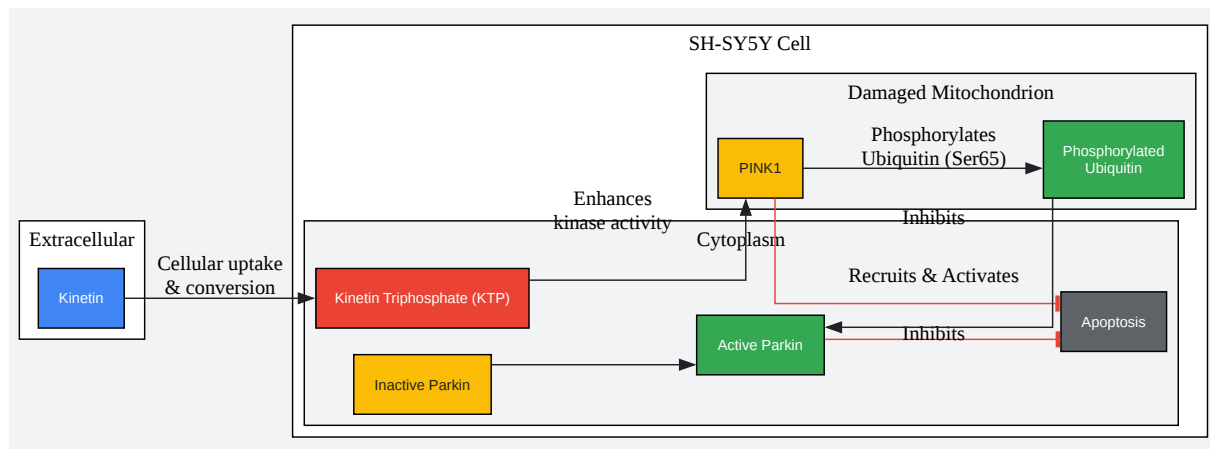 SH-SY5Y Cell
Damaged Mitochondrion
Phosphorylates
Ubiquitin (Ser65)
PINK1
Phosphorylated
Ubiquitin
Enhances
kinase activity
Inhibits
Extracellular
Cytoplasm
Cellular uptake
& conversion
Recruits & Activates
Kinetin
Kinetin Triphosphate (KTP)
Apoptosis
Inhibits
Active Parkin
Inactive Parkin